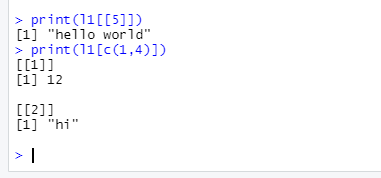 > print(l1[[5]])
[1] "hello world"
> print(l1[c(1,4)])
[[1]]
[1] 12
[[2]]
[1] "hi"
>